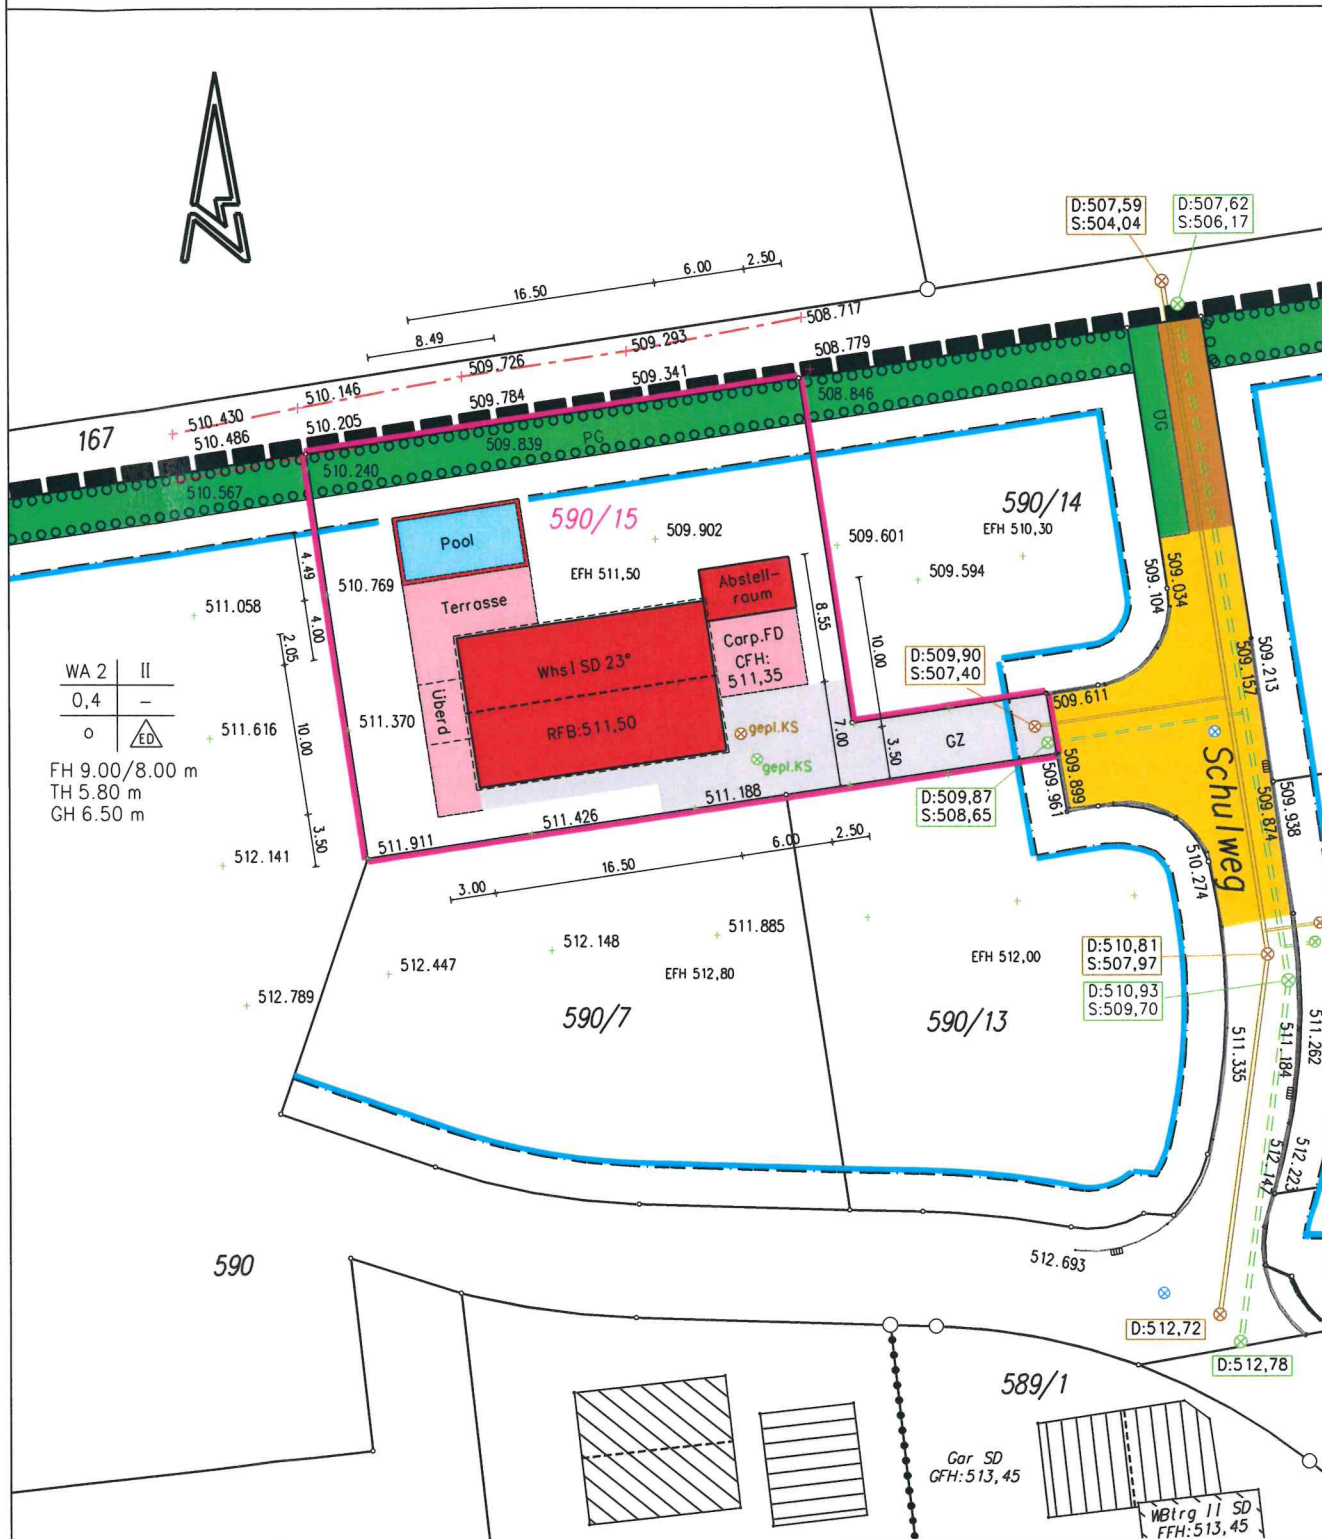 D:507,59
S:504,04
D:507,62
S:506,17
6.00
2.50
16.50
8.49
508.717
509.293
509.726
510.146
510.430
508.779
509.341
509.784
510.205
510.486
167
508.846
PG
509.839
510.240
510.567
ÖG
590/15
590/14
EFH 510,30
Pool
509.902
509.601
4.49
EFH 511,50
Abstell-
raum
509.594
510.769
Terrasse
511.058
509.034
509.104
4.00
8.55
10.00
2.05
Whs I SD 23°
Carp.FD
CFH:
511,35
D:509,90
S:507,40
509.213
509.157
WA 2
II
0,4
–
o
ED
FH 9.00/8.00 m
TH 5.80 m
GH 6.50 m
Überd
511.370
RFB:511,50
509.611
511.616
10.00
gepl.KS
7.00
3.50
GZ
gepl.KS
Schulweg
509.899
509.961
D:509,87
S:508,65
511.188
509.938
509.874
511.426
3.50
511.911
512.141
2.50
6.00
16.50
3.00
510.274
511.885
512.148
512.447
EFH 512,80
EFH 512,00
D:510,81
S:507,97
512.789
D:510,93
S:509,70
590/7
590/13
511.262
511.184
511.335
512.223
512.147
590
512.693
D:512,72
D:512,78
589/1
Gar SD
GFH:513,45
WBtrg II SD
FFH:513,45